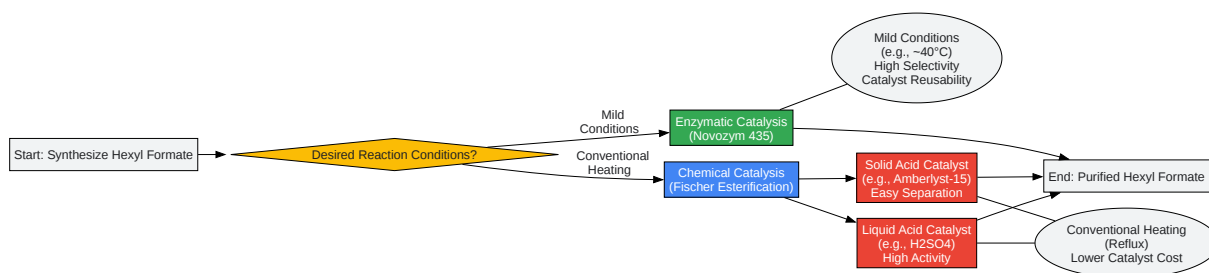 Start: Synthesize Hexyl Formate
Desired Reaction Conditions?
Mild
Conditions
Conventional
Heating
Enzymatic Catalysis
(Novozym 435)
Chemical Catalysis
(Fischer Esterification)
Mild Conditions
(e.g., ~40°C)
High Selectivity
Catalyst Reusability
Solid Acid Catalyst
(e.g., Amberlyst-15)
Easy Separation
Liquid Acid Catalyst
(e.g., H2SO4)
High Activity
End: Purified Hexyl Formate
Conventional Heating
(Reflux)
Lower Catalyst Cost